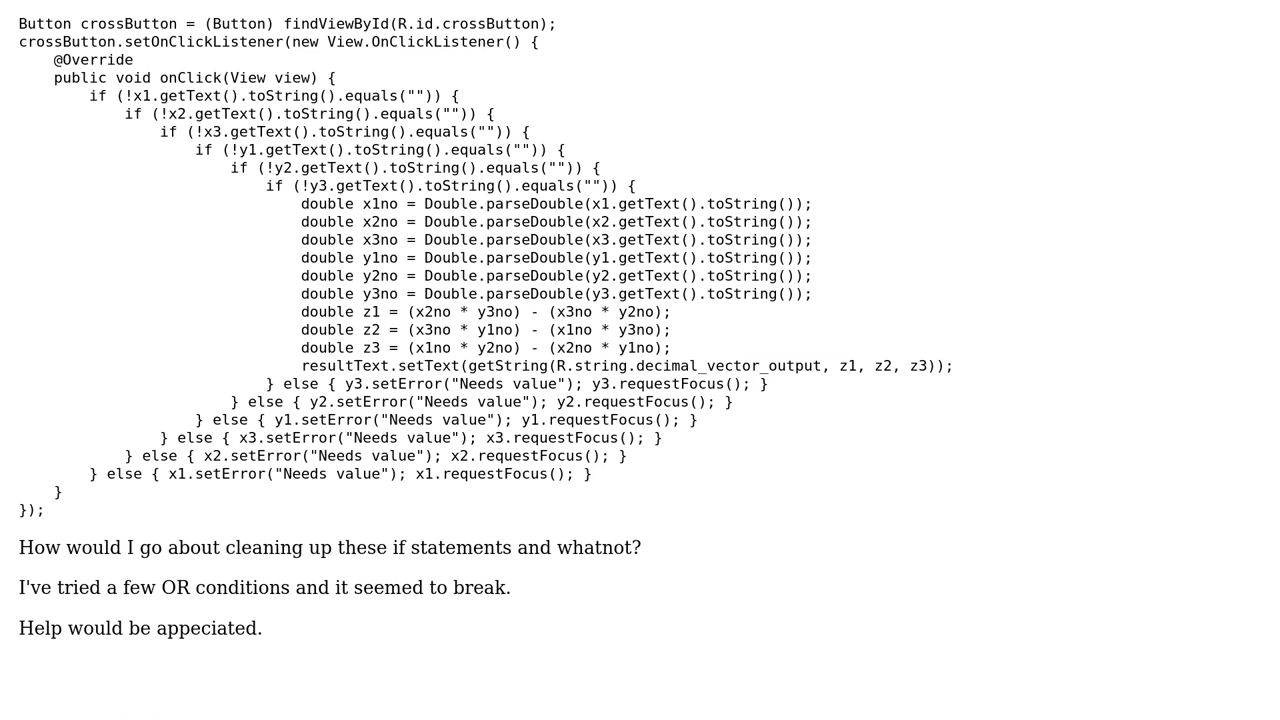 Button crossButton = (Button) findViewById(R.id.crossButton);
crossButton.setOnClickListener(new View.OnClickListener() {
    @Override
    public void onClick(View view) {
        if (!x1.getText().toString().equals("")) {
            if (!x2.getText().toString().equals("")) {
                if (!x3.getText().toString().equals("")) {
                    if (!y1.getText().toString().equals("")) {
                        if (!y2.getText().toString().equals("")) {
                            if (!y3.getText().toString().equals("")) {
                                double x1no = Double.parseDouble(x1.getText().toString());
                                double x2no = Double.parseDouble(x2.getText().toString());
                                double x3no = Double.parseDouble(x3.getText().toString());
                                double y1no = Double.parseDouble(y1.getText().toString());
                                double y2no = Double.parseDouble(y2.getText().toString());
                                double y3no = Double.parseDouble(y3.getText().toString());
                                double z1 = (x2no * y3no) - (x3no * y2no);
                                double z2 = (x3no * y1no) - (x1no * y3no);
                                double z3 = (x1no * y2no) - (x2no * y1no);
                                resultText.setText(getString(R.string.decimal_vector_output, z1, z2, z3));
                            } else { y3.setError("Needs value"); y3.requestFocus(); }
                        } else { y2.setError("Needs value"); y2.requestFocus(); }
                    } else { y1.setError("Needs value"); y1.requestFocus(); }
                } else { x3.setError("Needs value"); x3.requestFocus(); }
            } else { x2.setError("Needs value"); x2.requestFocus(); }
        } else { x1.setError("Needs value"); x1.requestFocus(); }
    }
});
How would I go about cleaning up these if statements and whatnot?
I've tried a few OR conditions and it seemed to break.
Help would be appeciated.